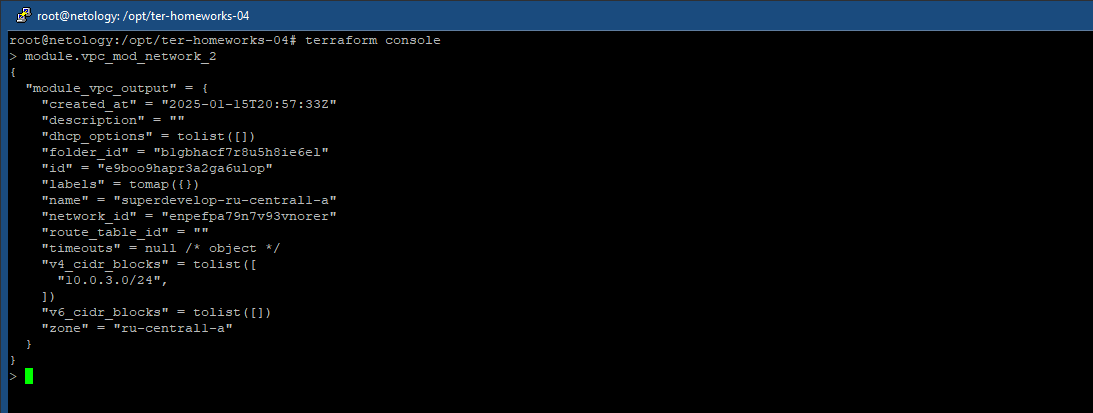 root@netology: /opt/ter-homeworks-04
root@netology:/opt/ter-homeworks-04# terraform console
> module.vpc_mod_network_2
{
  "module_vpc_output" = {
    "created_at" = "2025-01-15T20:57:33Z"
    "description" = ""
    "dhcp_options" = tolist([])
    "folder_id" = "b1gbhacf7r8u5h8ie6el"
    "id" = "e9boo9hapr3a2ga6ulop"
    "labels" = tomap({})
    "name" = "superdevelop-ru-central1-a"
    "network_id" = "enpefpa79n7v93vnorer"
    "route_table_id" = ""
    "timeouts" = null /* object */
    "v4_cidr_blocks" = tolist([
      "10.0.3.0/24",
    ])
    "v6_cidr_blocks" = tolist([])
    "zone" = "ru-central1-a"
  }
}
>